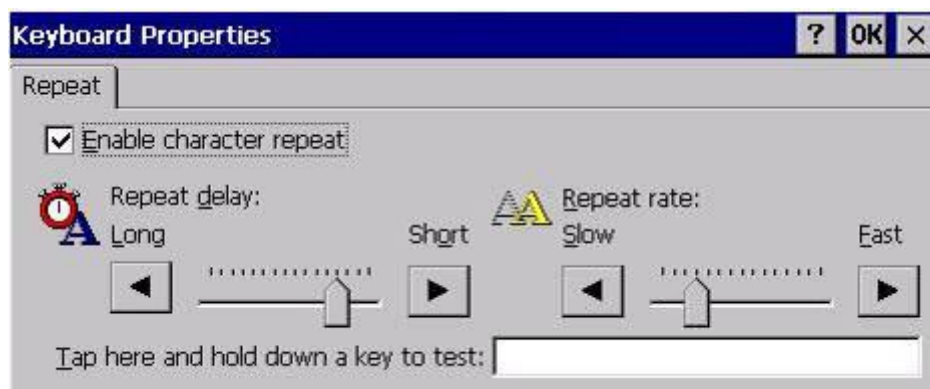 Keyboard Properties ? OK ×
Repeat
Enable character repeat
Repeat delay: Repeat rate:
Long Short Slow Fast
Tap here and hold down a key to test: